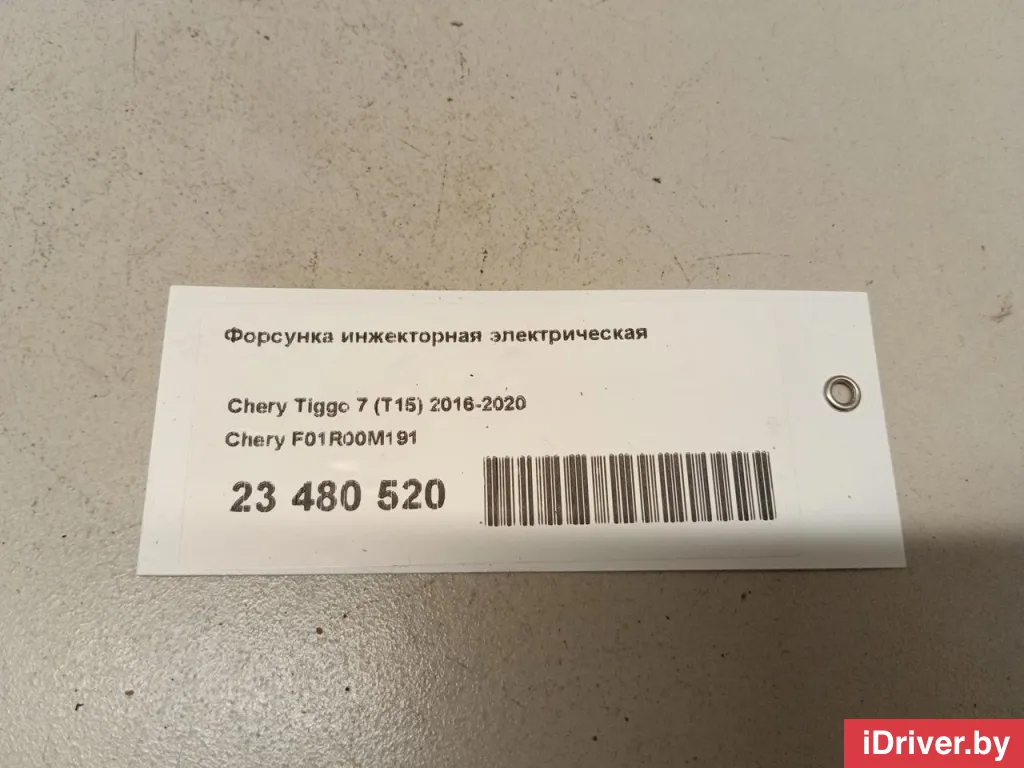 Форсунка инжекторная электрическая
Chery Tiggo 7 (T15) 2016-2020
Chery F01R00M191
23 480 520
iDriver.by